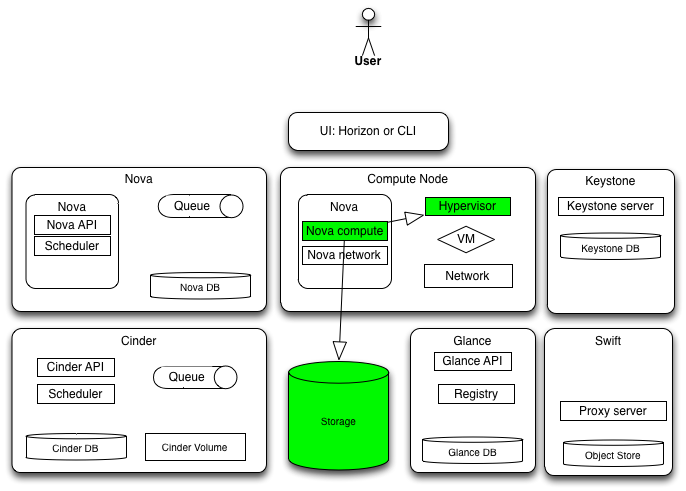 User
UI: Horizon or CLI
Nova
Nova
Nova API
Scheduler
Queue
Nova DB
Compute Node
Nova
Nova compute
Nova network
Hypervisor
VM
Network
Keystone
Keystone server
Keystone DB
Cinder
Cinder API
Scheduler
Queue
Cinder DB
Cinder Volume
Storage
Glance
Glance API
Registry
Glance DB
Swift
Proxy server
Object Store